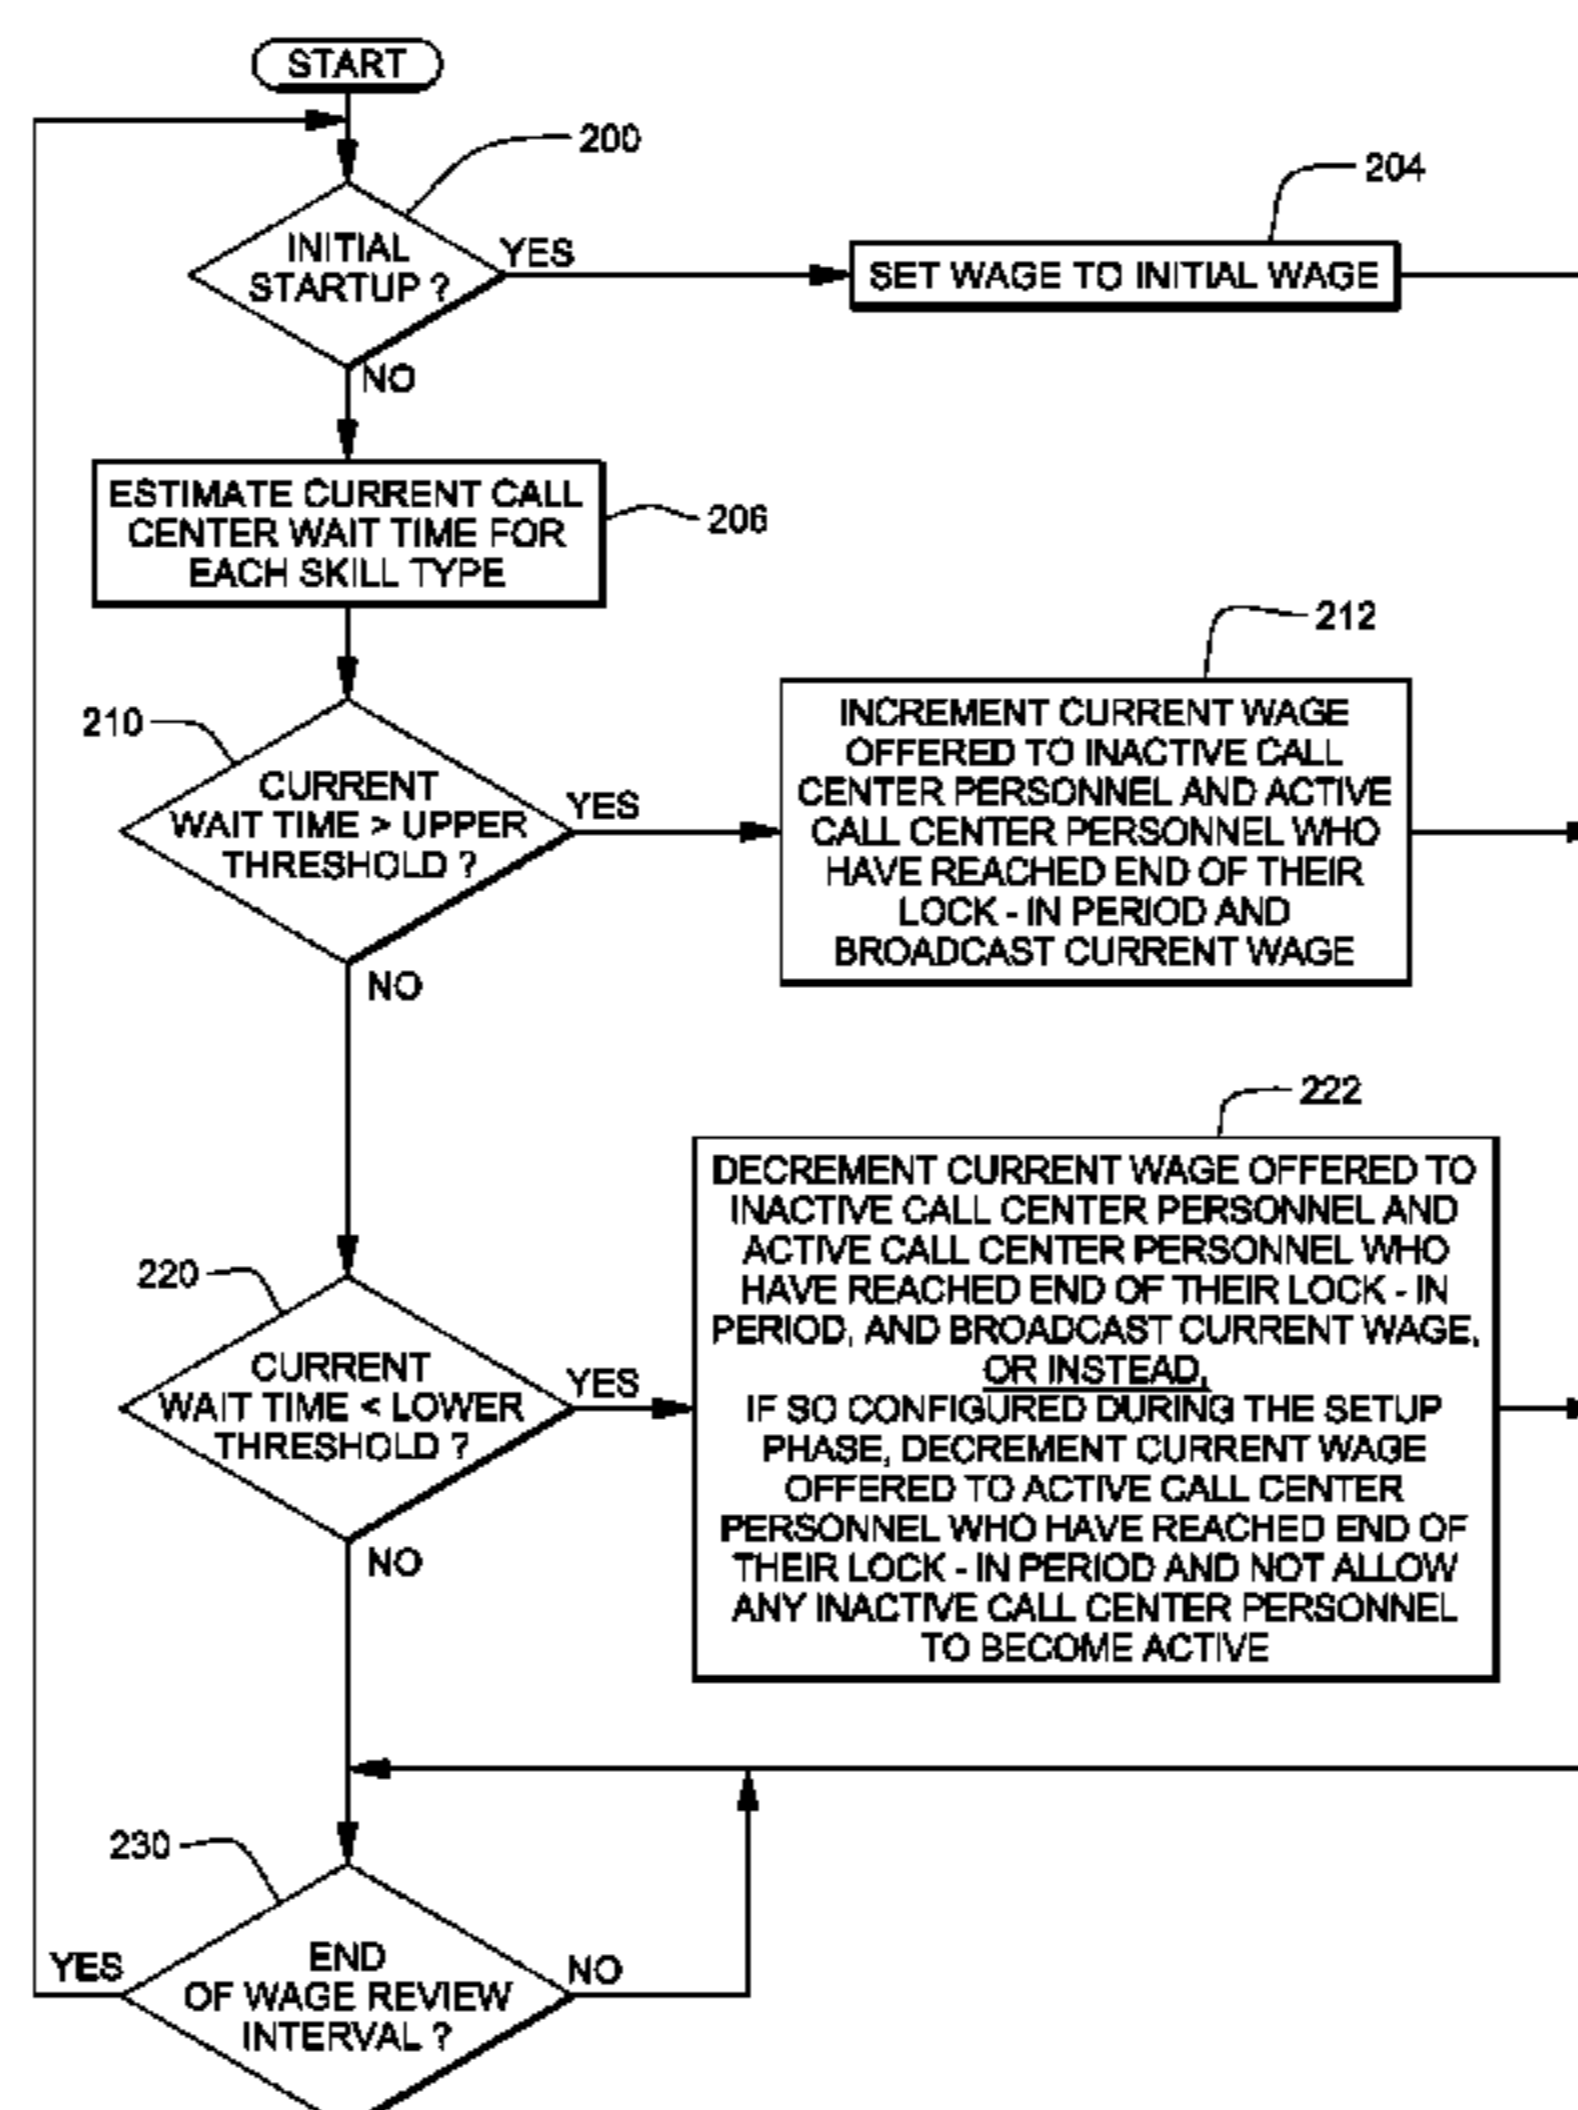 START
200
204
INITIAL
STARTUP ?
YES
SET WAGE TO INITIAL WAGE
NO
ESTIMATE CURRENT CALL
CENTER WAIT TIME FOR
EACH SKILL TYPE
206
212
210
CURRENT
WAIT TIME > UPPER
THRESHOLD ?
YES
INCREMENT CURRENT WAGE
OFFERED TO INACTIVE CALL
CENTER PERSONNEL AND ACTIVE
CALL CENTER PERSONNEL WHO
HAVE REACHED END OF THEIR
LOCK - IN PERIOD AND
BROADCAST CURRENT WAGE
NO
222
220
CURRENT
WAIT TIME < LOWER
THRESHOLD ?
YES
DECREMENT CURRENT WAGE OFFERED TO
INACTIVE CALL CENTER PERSONNEL AND
ACTIVE CALL CENTER PERSONNEL WHO
HAVE REACHED END OF THEIR LOCK - IN
PERIOD, AND BROADCAST CURRENT WAGE,
OR INSTEAD,
IF SO CONFIGURED DURING THE SETUP
PHASE, DECREMENT CURRENT WAGE
OFFERED TO ACTIVE CALL CENTER
PERSONNEL WHO HAVE REACHED END OF
THEIR LOCK - IN PERIOD AND NOT ALLOW
ANY INACTIVE CALL CENTER PERSONNEL
TO BECOME ACTIVE
NO
230
YES
END
OF WAGE REVIEW
INTERVAL ?
NO